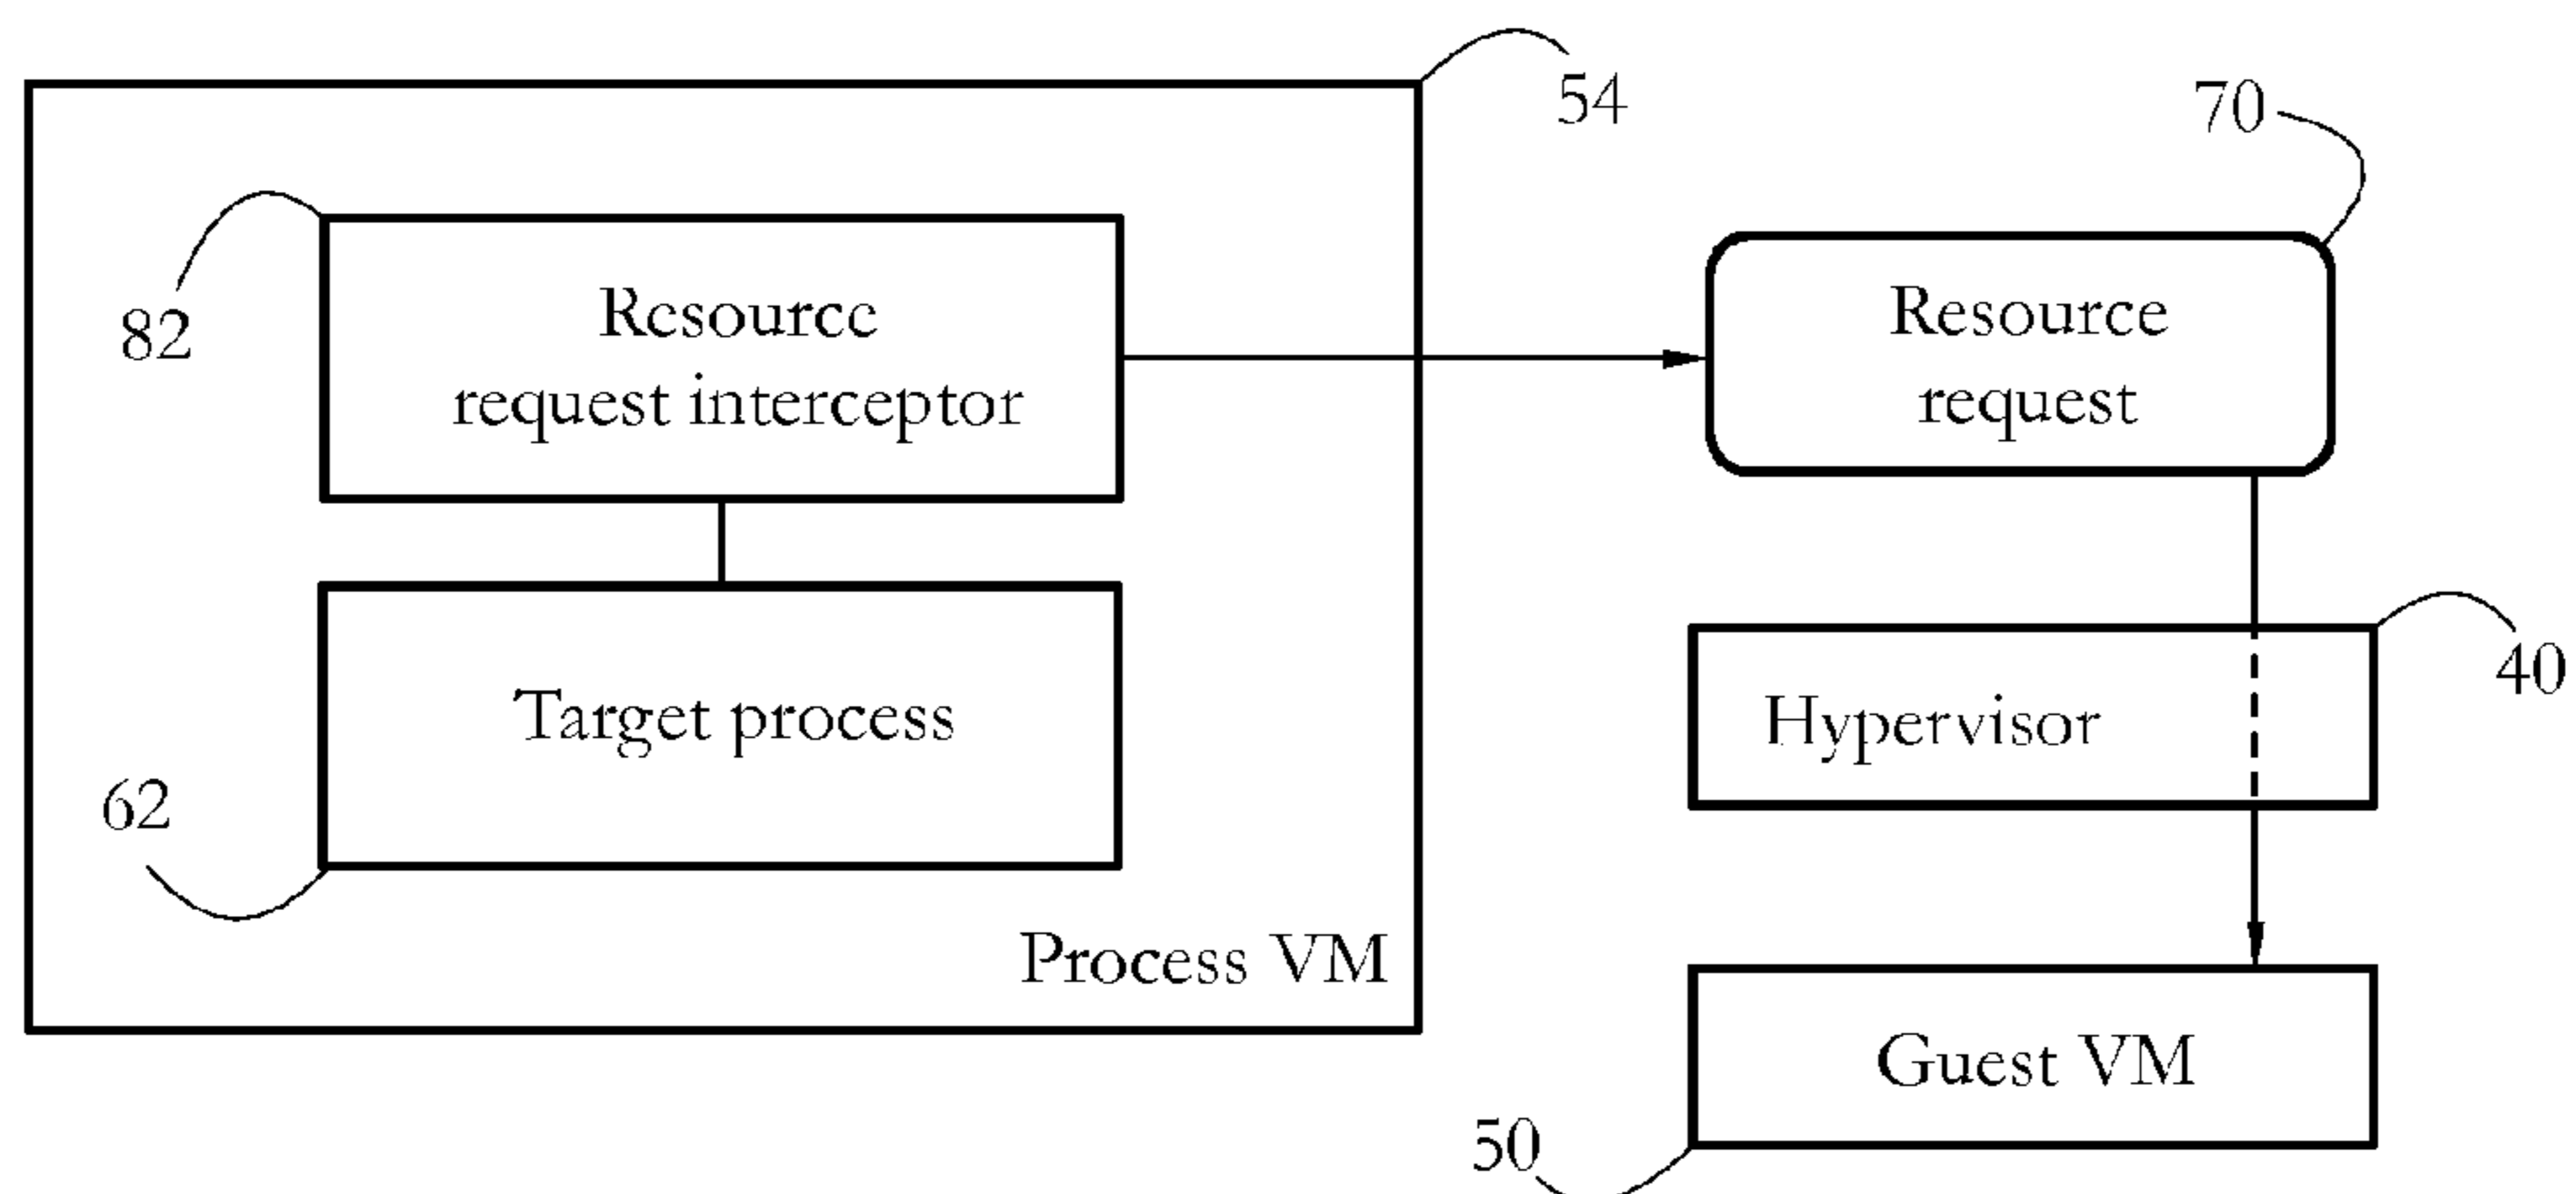 54
70
82
Resource
request interceptor
Resource
request
Target process
62
Hypervisor
40
Process VM
Guest VM
50